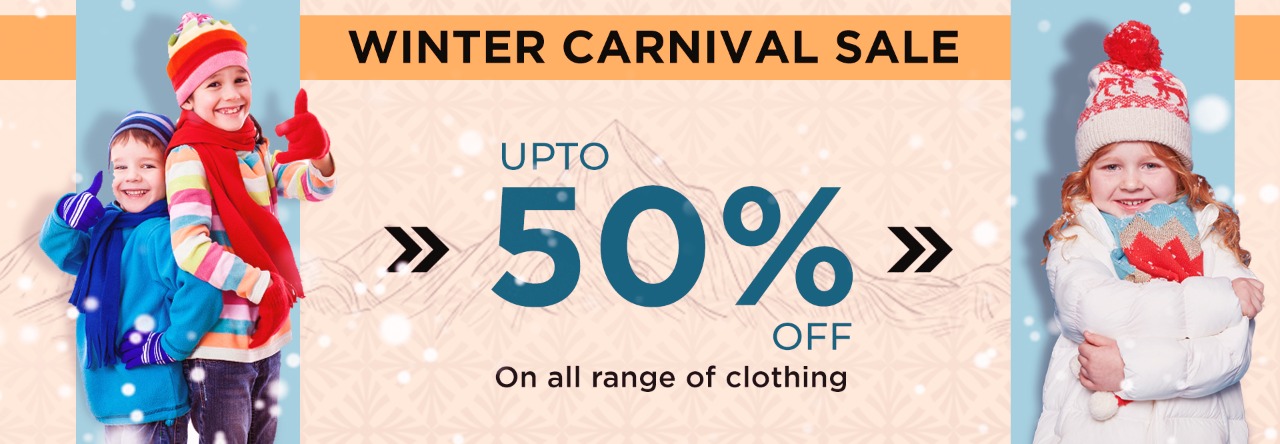 WINTER CARNIVAL SALE
UPTO
50%
OFF
On all range of clothing